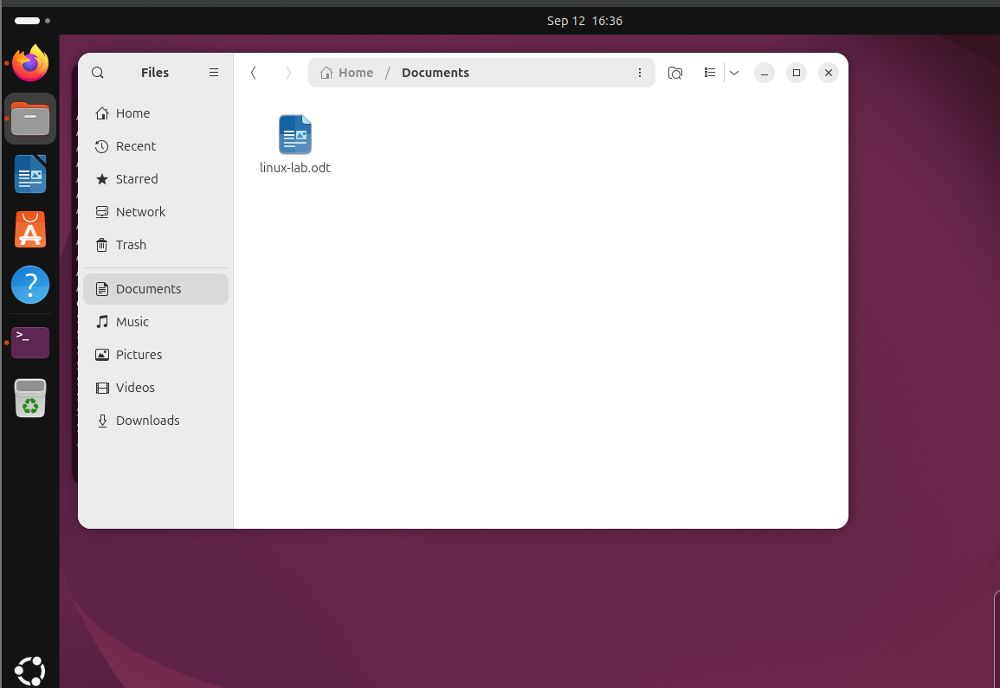 Sep 12 16:36
Files
Home / Documents
Home
Recent
Starred
Network
Trash
Documents
Music
Pictures
Videos
Downloads
linux-lab.odt